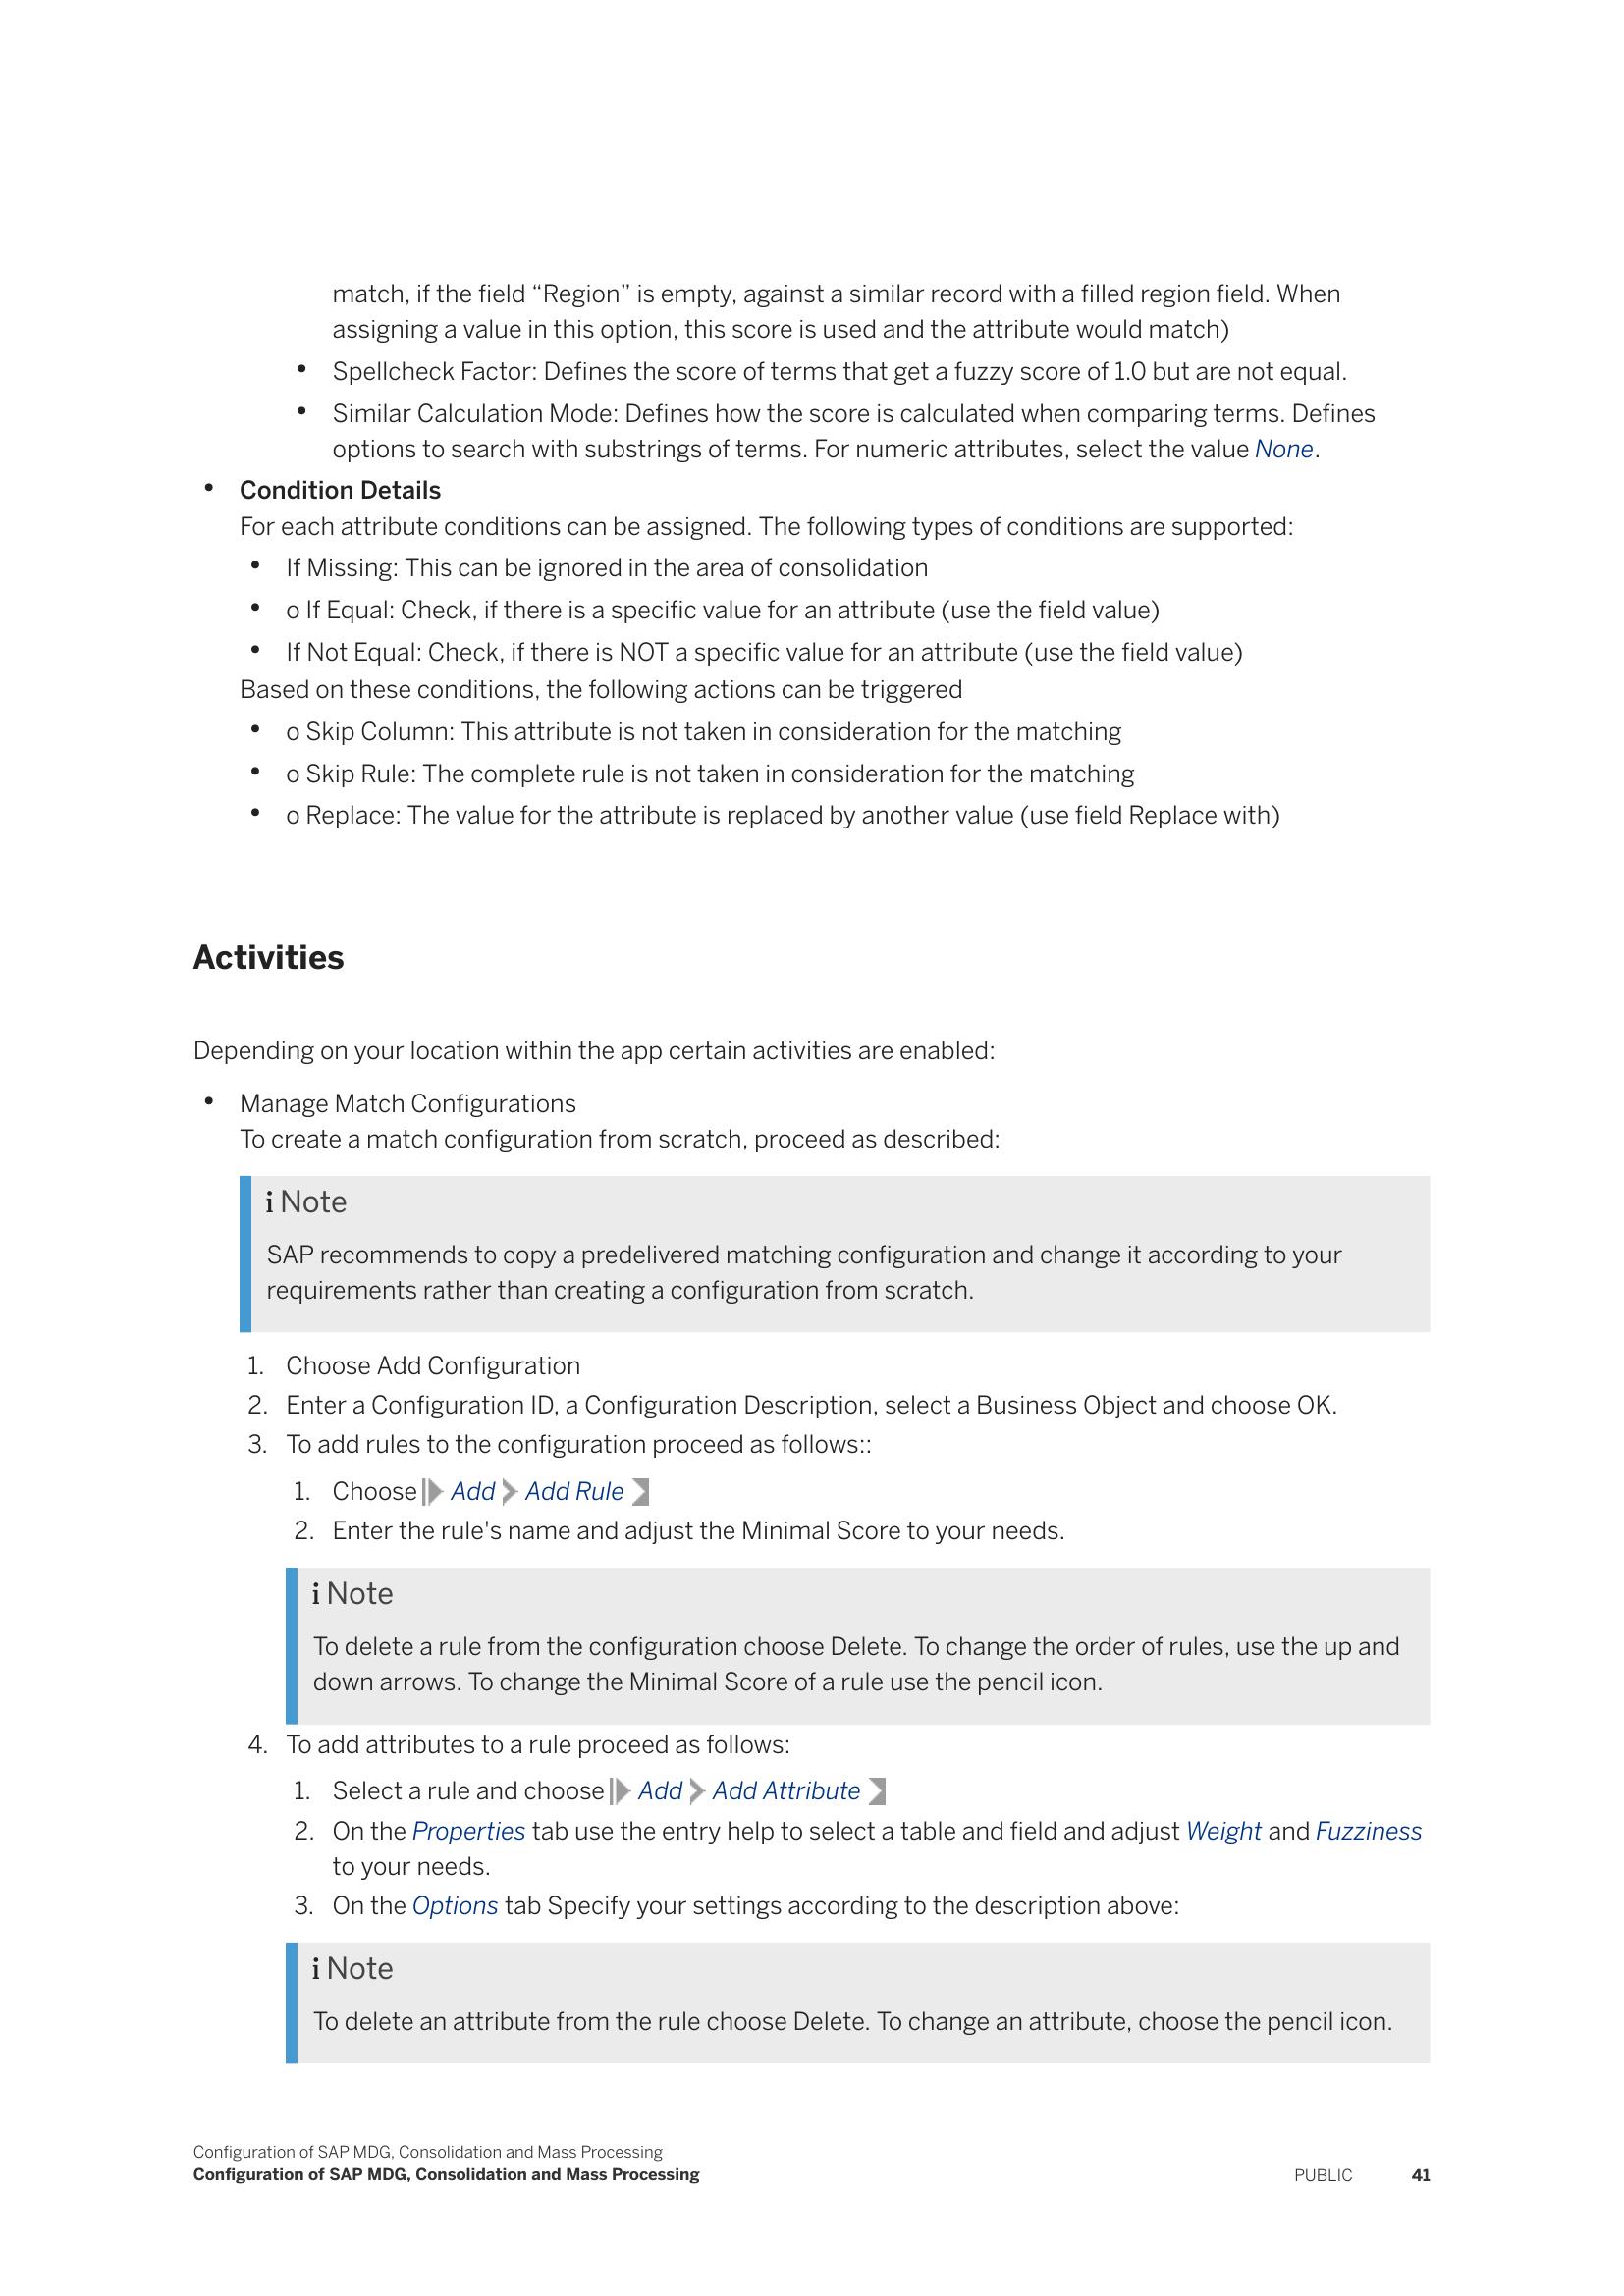 match, if the field “Region” is empty, against a similar record with a filled region field. When
assigning a value in this option, this score is used and the attribute would match)
• Spellcheck Factor: Defines the score of terms that get a fuzzy score of 1.0 but are not equal.
• Similar Calculation Mode: Defines how the score is calculated when comparing terms. Defines
options to search with substrings of terms. For numeric attributes, select the value None.
• Condition Details
For each attribute conditions can be assigned. The following types of conditions are supported:
• If Missing: This can be ignored in the area of consolidation
• o If Equal: Check, if there is a specific value for an attribute (use the field value)
• If Not Equal: Check, if there is NOT a specific value for an attribute (use the field value)
Based on these conditions, the following actions can be triggered
• o Skip Column: This attribute is not taken in consideration for the matching
• o Skip Rule: The complete rule is not taken in consideration for the matching
• o Replace: The value for the attribute is replaced by another value (use field Replace with)
Activities
Depending on your location within the app certain activities are enabled:
• Manage Match Configurations
To create a match configuration from scratch, proceed as described:
i Note
SAP recommends to copy a predelivered matching configuration and change it according to your
requirements rather than creating a configuration from scratch.
1. Choose Add Configuration
2. Enter a Configuration ID, a Configuration Description, select a Business Object and choose OK.
3. To add rules to the configuration proceed as follows::
1. Choose Add Add Rule
2. Enter the rule's name and adjust the Minimal Score to your needs.
i Note
To delete a rule from the configuration choose Delete. To change the order of rules, use the up and
down arrows. To change the Minimal Score of a rule use the pencil icon.
4. To add attributes to a rule proceed as follows:
1. Select a rule and choose Add Add Attribute
2. On the Properties tab use the entry help to select a table and field and adjust Weight and Fuzziness
to your needs.
3. On the Options tab Specify your settings according to the description above:
i Note
To delete an attribute from the rule choose Delete. To change an attribute, choose the pencil icon.
Configuration of SAP MDG, Consolidation and Mass Processing
Configuration of SAP MDG, Consolidation and Mass Processing PUBLIC 41